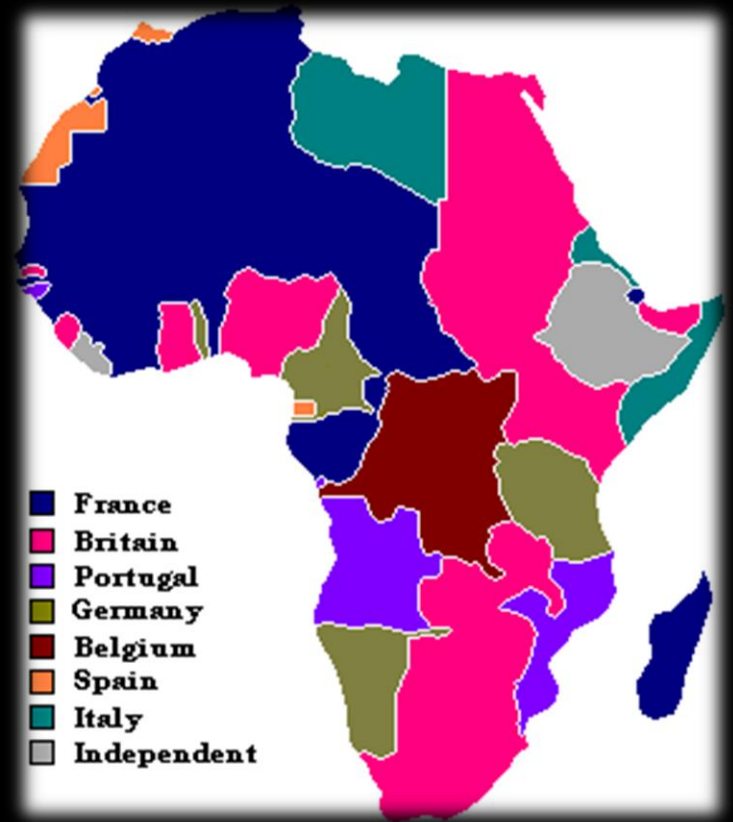 France
Britain
Portugal
Germany
Belgium
Spain
Italy
Independent